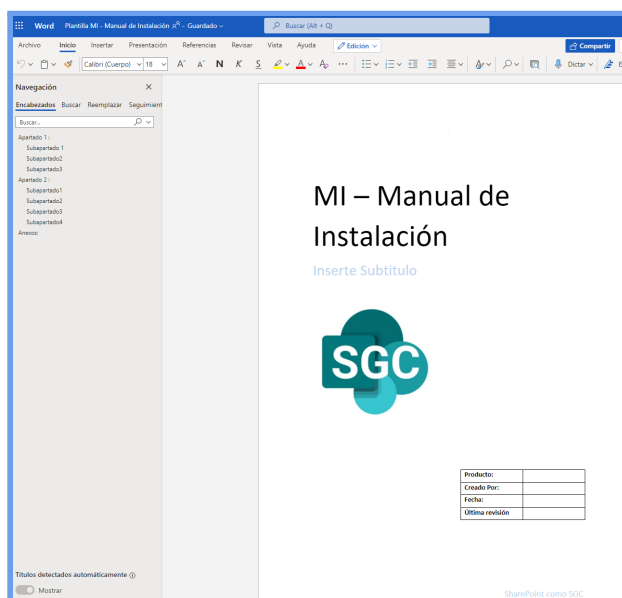 Word Plantilla MI - Manual de Instalación - Guardado Buscar (Alt + Q)
Archivo Inicio Insertar Presentación Referencias Revisar Vista Ayuda Edición Compartir
Calibri (Cuerpo) 18 A A N K S A Dictar
Navegación
Encabezados Buscar Reemplazar Seguimient
Buscar...
Apartado 1:
Subapartado 1
Subapartado2
Subapartado3
Apartado 2:
Subapartado1
Subapartado2
Subapartado3
Subapartado4
Anexos:
Títulos detectados automáticamente
Mostrar
MI – Manual de
Instalación
Inserte Subtitulo
SGC
Producto:
Creado Por:
Fecha:
Última revisión
SharePoint como SGC